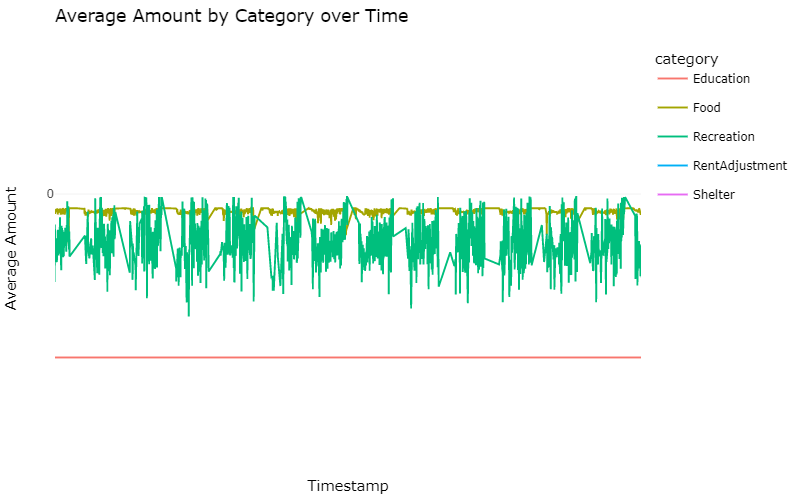 Average Amount by Category over Time
category
Education
Food
Recreation
RentAdjustment
Shelter
0
Average Amount
Timestamp